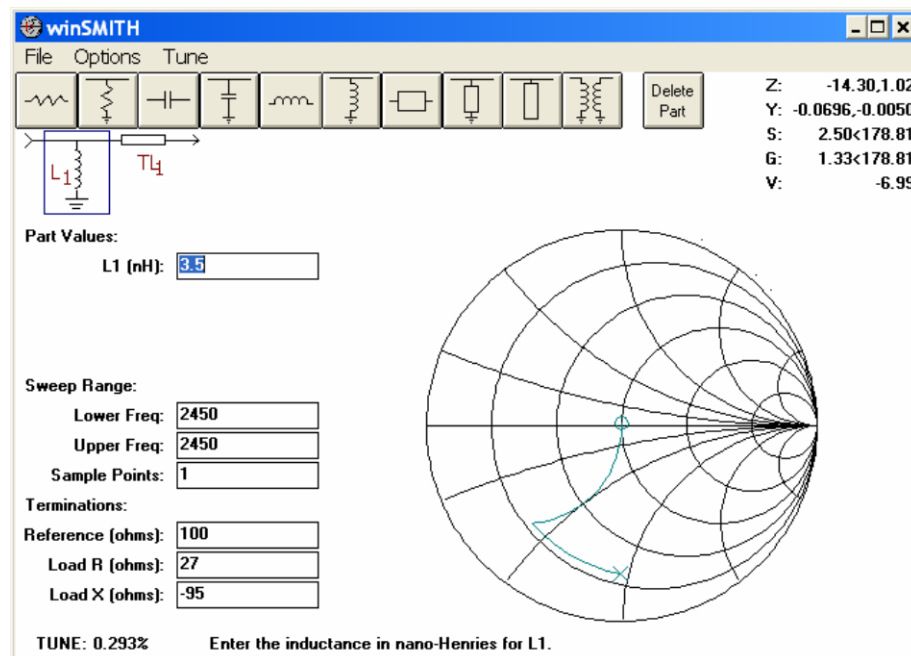 winSMITH
File Options Tune
Delete Part
Z: -14.30,1.02
Y: -0.0696,-0.0050
S: 2.50<178.81
G: 1.33<178.81
V: -6.99
L1 TL1
Part Values:
L1 (nH): 3.5
Sweep Range:
Lower Freq: 2450
Upper Freq: 2450
Sample Points: 1
Terminations:
Reference (ohms): 100
Load R (ohms): 27
Load X (ohms): -95
TUNE: 0.293% Enter the inductance in nano-Henries for L1.